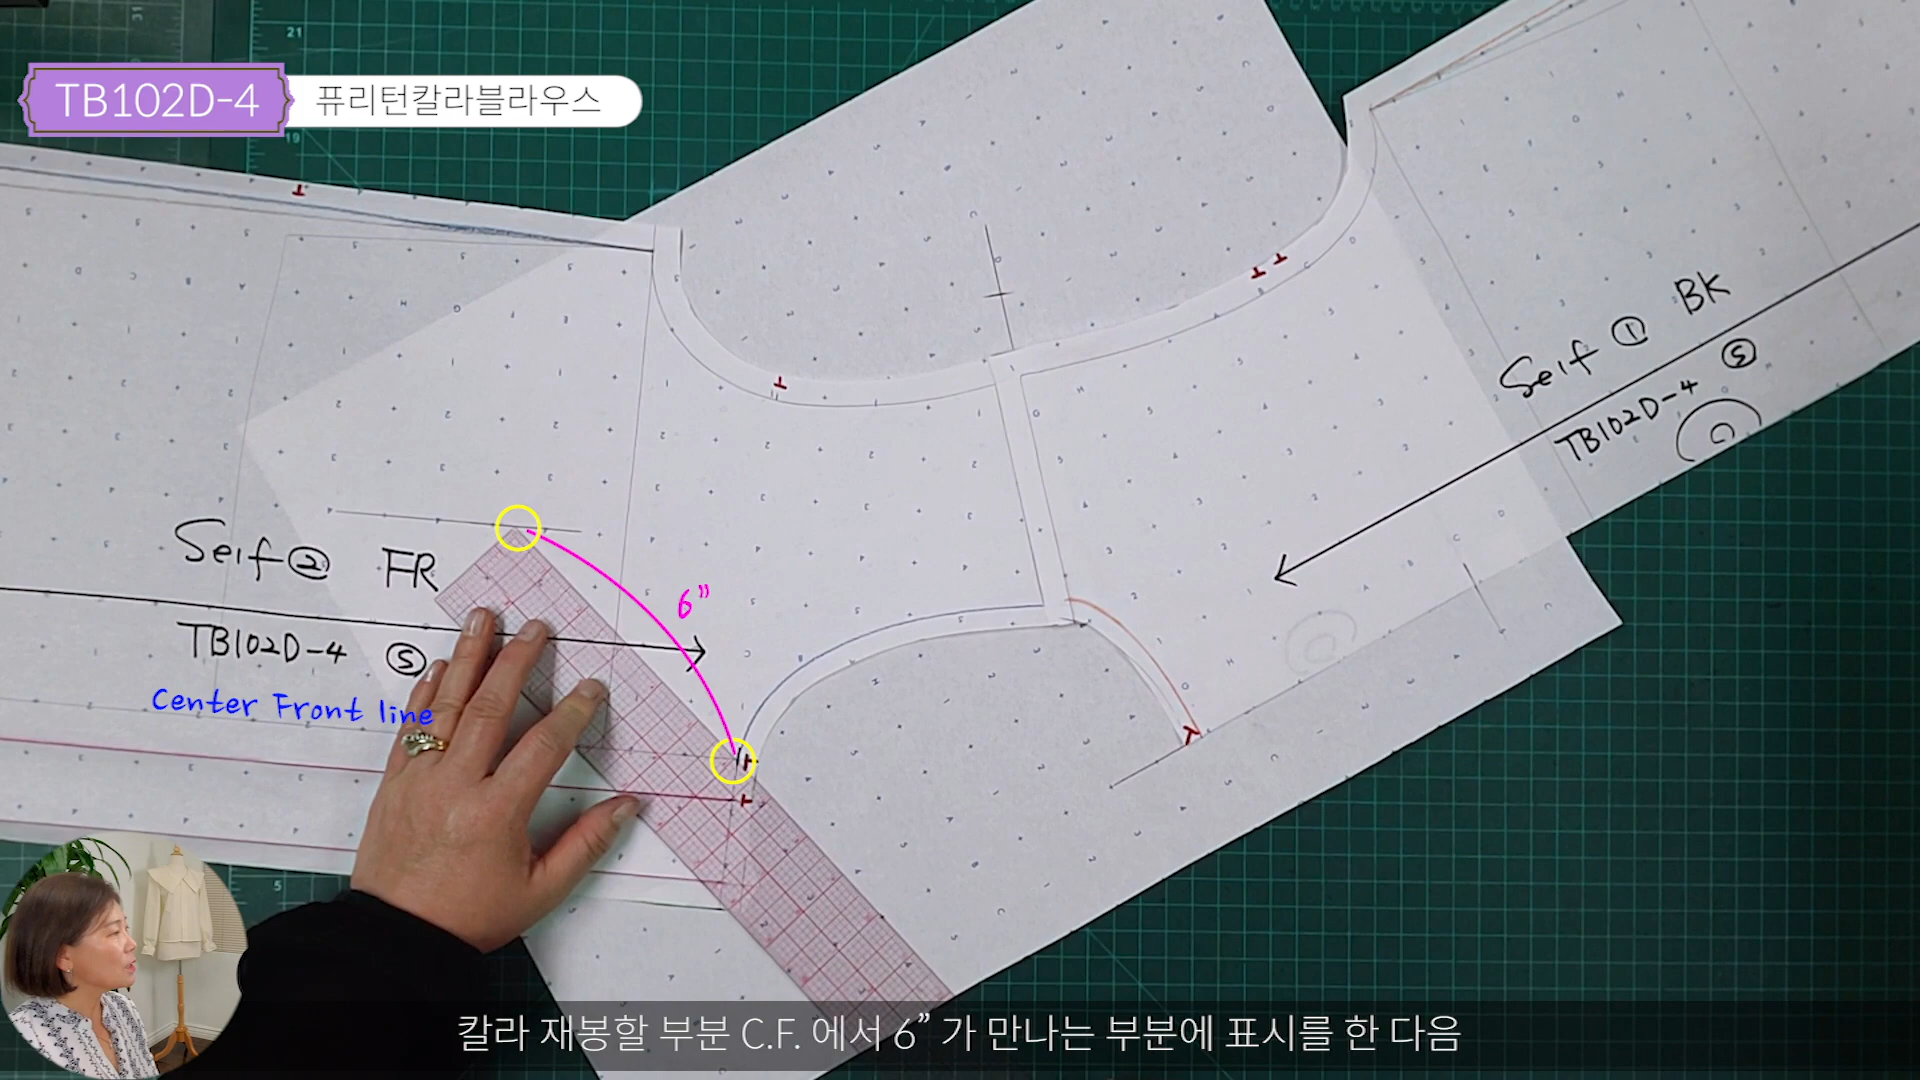 TB102D-4
퓨리턴칼라블라우스
Self ① BK
TB102D-4 Ⓢ
6"
Self ② FR
TB102D-4 Ⓢ
Center Front line
칼라 재봉할 부분 C.F. 에서 6" 가 만나는 부분에 표시를 한 다음